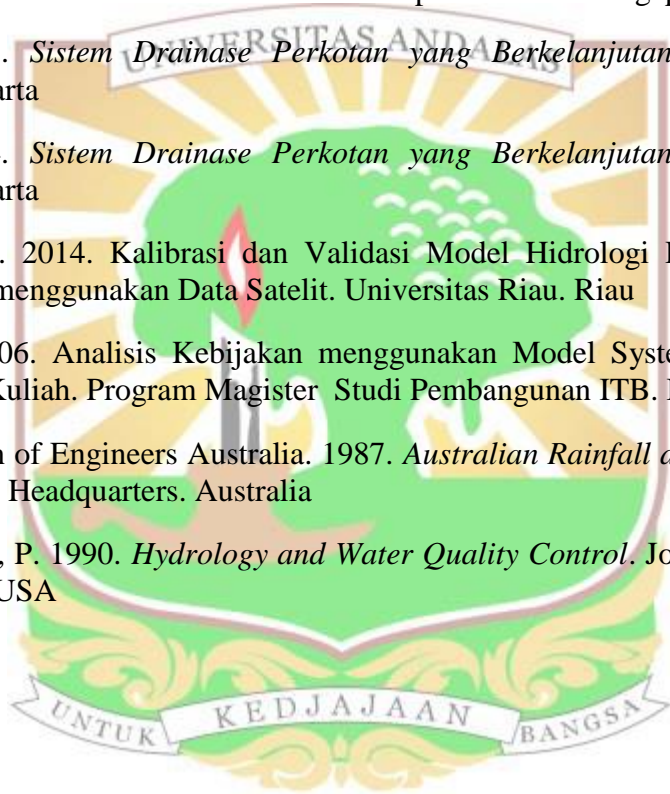 UNIVERSITAS ANDALAS
. Sistem Drainase Perkotan yang Berkelanjutan
arta
. Sistem Drainase Perkotan yang Berkelanjutan
arta
. 2014. Kalibrasi dan Validasi Model Hidrologi
menggunakan Data Satelit. Universitas Riau. Riau
06. Analisis Kebijakan menggunakan Model Syste
Kuliah. Program Magister Studi Pembangunan ITB.
n of Engineers Australia. 1987. Australian Rainfall a
Headquarters. Australia
, P. 1990. Hydrology and Water Quality Control. Jo
USA
UNTUK KEDJAJAAN BANGSA